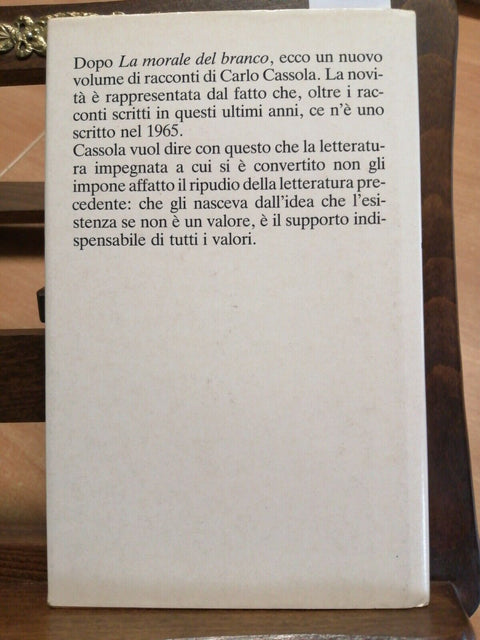 Dopo La morale del branco, ecco un nuovo
volume di racconti di Carlo Cassola. La novi-
tà è rappresentata dal fatto che, oltre i rac-
conti scritti in questi ultimi anni, ce n'è uno
scritto nel 1965.
Cassola vuol dire con questo che la letteratu-
ra impegnata a cui si è convertito non gli
impone affatto il ripudio della letteratura pre-
cedente: che gli nasceva dall'idea che l'esi-
stenza se non è un valore, è il supporto indi-
spensabile di tutti i valori.